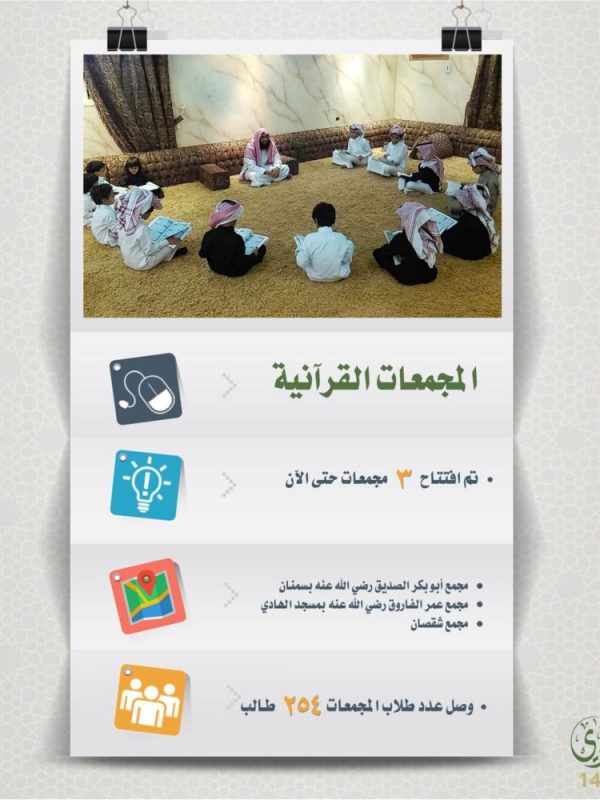 المجمعات القرآنية
• تم افتتاح ٣ مجمعات حتى الآن
• مجمع أبو بكر الصديق رضي الله عنه بسمنان
• مجمع عمر الفاروق رضي الله عنه بمسجد الهادي
• مجمع شقصان
• وصل عدد طلاب المجمعات ٢٥٤ طالب
14